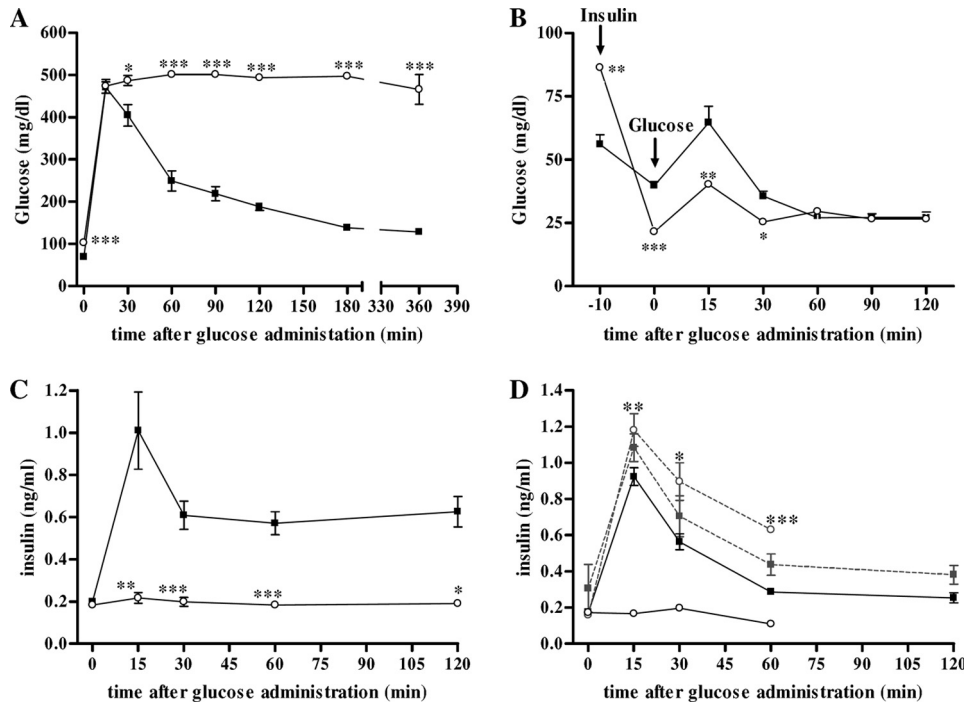 A
Glucose (mg/dl)
600
500
400
300
200
100
0
*
***
***
***
***
***
***
0 30 60 90 120 150 180 330 360 390
time after glucose administation (min)
B
Glucose (mg/dl)
Insulin
Glucose
100
75
50
25
0
**
***
**
*
-10 0 15 30 60 90 120
time after glucose administration (min)
C
insulin (ng/ml)
1.2
1.0
0.8
0.6
0.4
0.2
0.0
**
***
***
*
0 15 30 45 60 75 90 105 120
time after glucose administration (min)
D
insulin (ng/ml)
1.4
1.2
1.0
0.8
0.6
0.4
0.2
0.0
**
*
***
0 15 30 45 60 75 90 105 120
time after glucose administration (min)